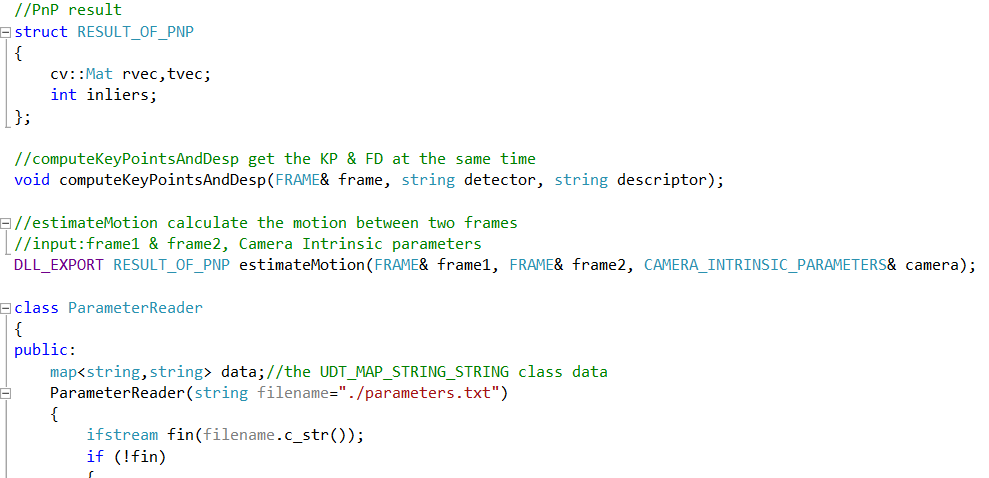 //PnP result
struct RESULT_OF_PNP
{
    cv::Mat rvec,tvec;
    int inliers;
};
//computeKeyPointsAndDesp get the KP & FD at the same time
void computeKeyPointsAndDesp(FRAME& frame, string detector, string descriptor);
//estimateMotion calculate the motion between two frames
//input:frame1 & frame2, Camera Intrinsic parameters
DLL_EXPORT RESULT_OF_PNP estimateMotion(FRAME& frame1, FRAME& frame2, CAMERA_INTRINSIC_PARAMETERS& camera);
class ParameterReader
{
public:
    map<string,string> data;//the UDT_MAP_STRING_STRING class data
    ParameterReader(string filename="./parameters.txt")
    {
        ifstream fin(filename.c_str());
        if (!fin)
        {